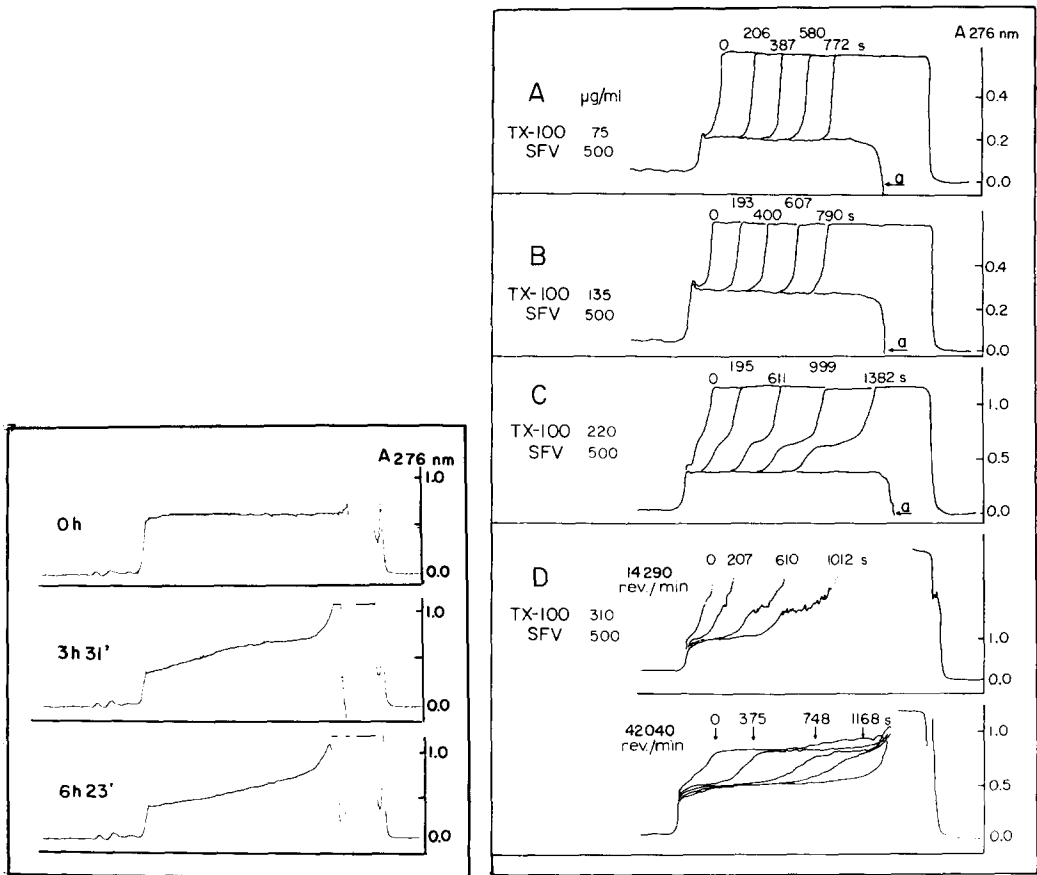 A 276 nm
1.0
0h
0.0
1.0
3h 31'
0.0
1.0
6h 23'
0.0
A 276 nm
0 206 387 580 772 s
A µg/ml
TX-100 75
SFV 500
0.4
0.2
0.0
a
0 193 400 607 790 s
B
TX-100 135
SFV 500
0.4
0.2
0.0
a
0 195 611 999 1382 s
C
TX-100 220
SFV 500
1.0
0.5
0.0
a
0 207 610 1012 s
D 14290
rev./min
TX-100 310
SFV 500
1.0
0.0
0 375 748 1168 s
42040
rev./min
1.0
0.5
0.0